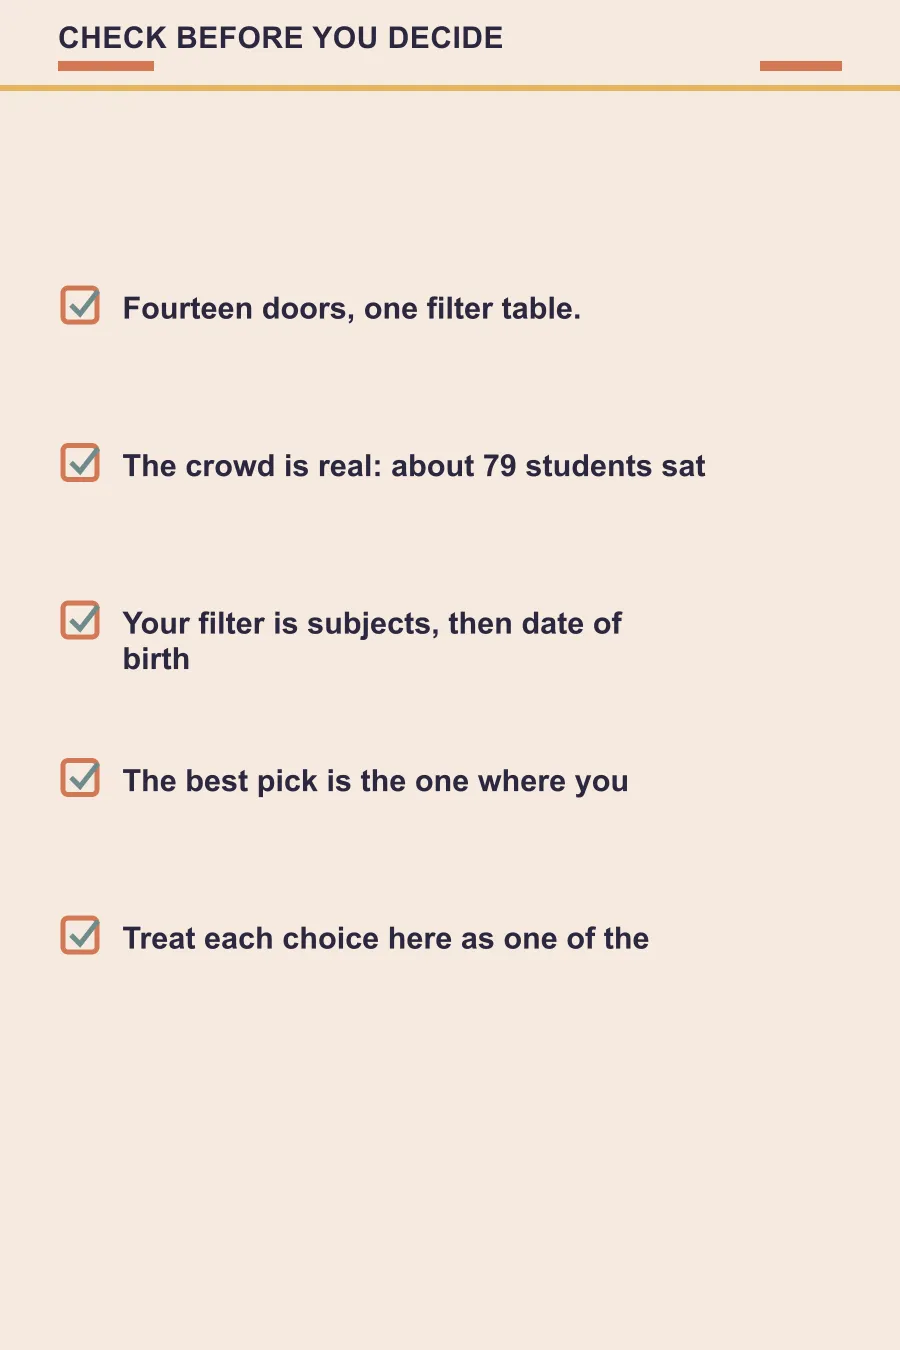 CHECK BEFORE YOU DECIDE
Fourteen doors, one filter table.
The crowd is real: about 79 students sat
Your filter is subjects, then date of
birth
The best pick is the one where you
Treat each choice here as one of the